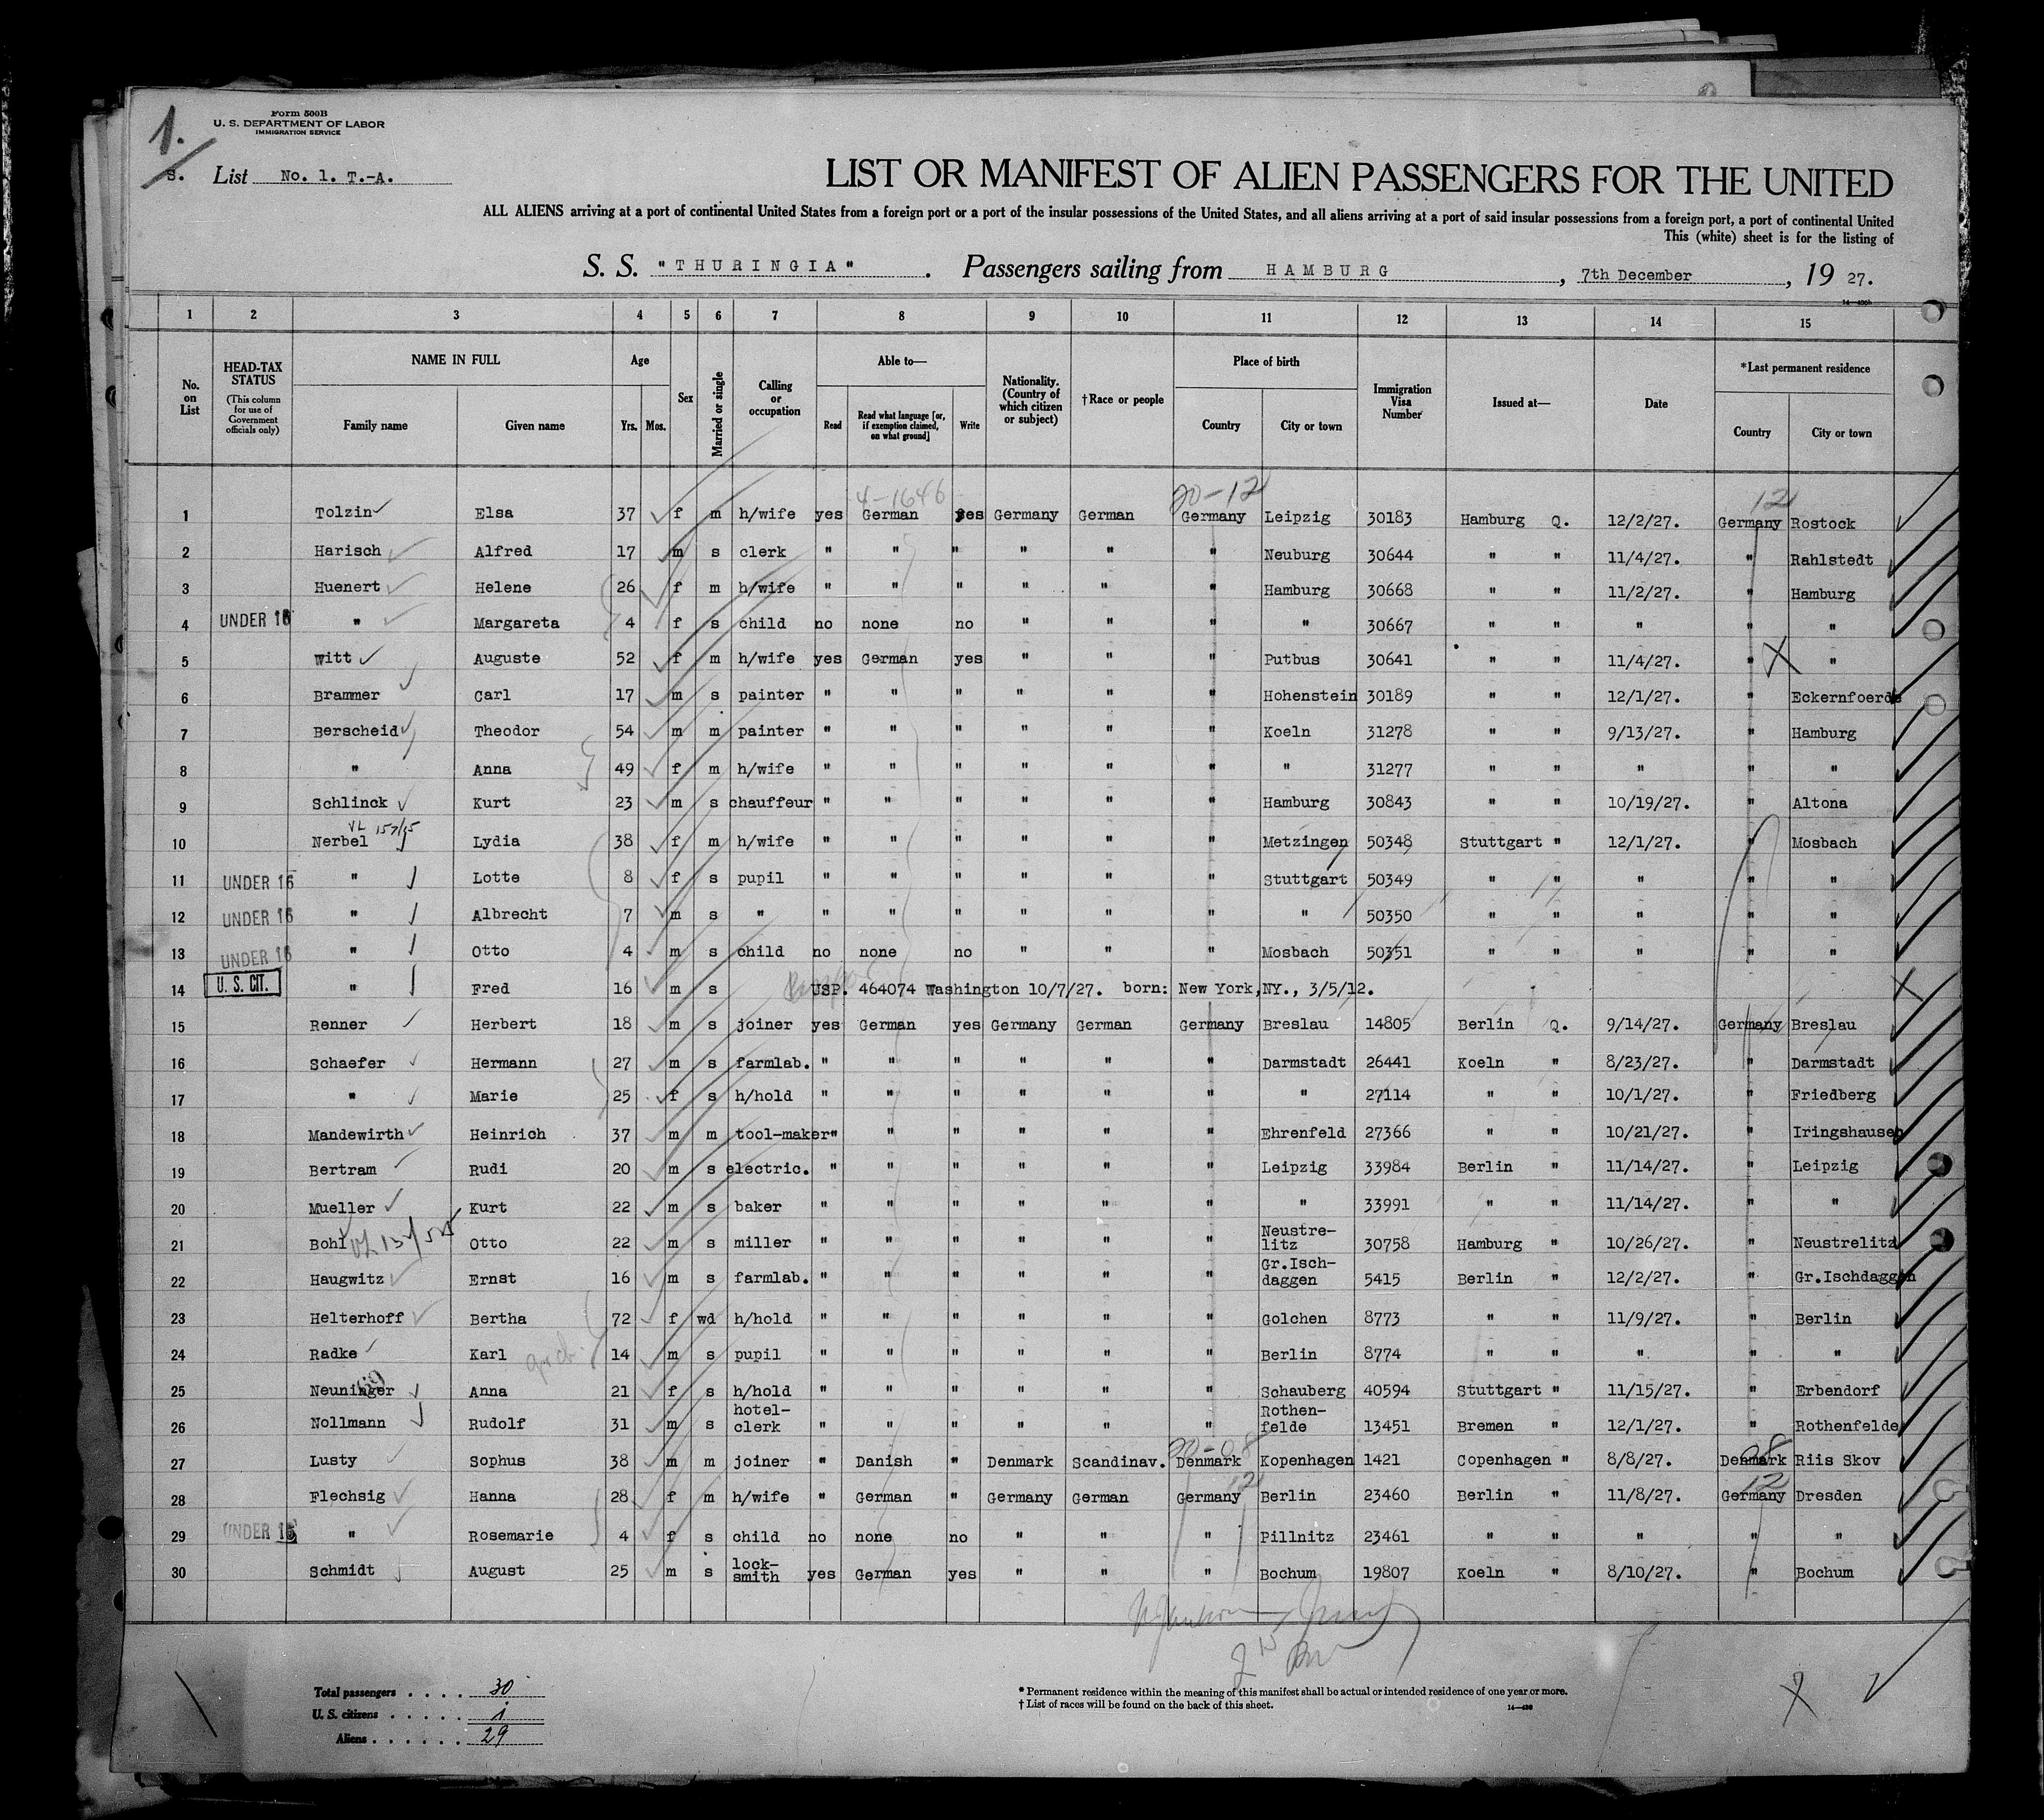 1.
Form 500B
U. S. DEPARTMENT OF LABOR
IMMIGRATION SERVICE
S. List No. 1. T.-A.
LIST OR MANIFEST OF ALIEN PASSENGERS FOR THE UNITED
ALL ALIENS arriving at a port of continental United States from a foreign port or a port of the insular possessions of the United States, and all aliens arriving at a port of said insular possessions from a foreign port, a port of continental United
This (white) sheet is for the listing of
S. S. "THURINGIA". Passengers sailing from HAMBURG, 7th December, 19 27.
1 2 3 4 5 6 7 8 9 10 11 12 13 14 15
No. on List HEAD-TAX STATUS (This column for use of Government officials only) NAME IN FULL Family name Given name Age Yrs. Mos. Sex Married or single Calling or occupation Able to— Read Read what language [or, if exemption claimed, on what ground] Write Nationality. (Country of which citizen or subject) †Race or people Place of birth Country City or town Immigration Visa Number Issued at— Date *Last permanent residence Country City or town
4-1646 20-12 12
1 Tolzin Elsa 37 f m h/wife yes German yes Germany German Germany Leipzig 30183 Hamburg Q. 12/2/27. Germany Rostock
2 Harisch Alfred 17 m s clerk " " " " " " Neuburg 30644 " " 11/4/27. " Rahlstedt
3 Huenert Helene 26 f m h/wife " " " " " " Hamburg 30668 " " 11/2/27. " Hamburg
4 UNDER 16 " Margareta 4 f s child no none no " " " " 30667 " " " " "
5 Witt Auguste 52 f m h/wife yes German yes " " " Putbus 30641 " " 11/4/27. " "
6 Brammer Carl 17 m s painter " " " " " " Hohenstein 30189 " " 12/1/27. " Eckernfoerde
7 Berscheid Theodor 54 m m painter " " " " " " Koeln 31278 " " 9/13/27. " Hamburg
8 " Anna 49 f m h/wife " " " " " " " 31277 " " " " "
9 Schlinck Kurt 23 m s chauffeur " " " " " " Hamburg 30843 " " 10/19/27. " Altona
10 Nerbel Lydia 38 f m h/wife " " " " " " Metzingen 50348 Stuttgart " 12/1/27. " Mosbach
11 UNDER 16 " Lotte 8 f s pupil " " " " " " Stuttgart 50349 " " " " "
12 UNDER 16 " Albrecht 7 m s " " " " " " " " 50350 " " " " "
13 UNDER 16 " Otto 4 m s child no none no " " " Mosbach 50351 " " " " "
14 U. S. CIT. " Fred 16 m s USP. 464074 Washington 10/7/27. born: New York, NY., 3/5/12.
15 Renner Herbert 18 m s joiner yes German yes Germany German Germany Breslau 14805 Berlin Q. 9/14/27. Germany Breslau
16 Schaefer Hermann 27 m s farmlab. " " " " " " Darmstadt 26441 Koeln " 8/23/27. " Darmstadt
17 " Marie 25 f s h/hold " " " " " " " 27114 " " 10/1/27. " Friedberg
18 Mandewirth Heinrich 37 m m tool-maker " " " " " " Ehrenfeld 27366 " " 10/21/27. " Iringshausen
19 Bertram Rudi 20 m s electric. " " " " " " Leipzig 33984 Berlin " 11/14/27. " Leipzig
20 Mueller Kurt 22 m s baker " " " " " " " 33991 " " 11/14/27. " "
21 Bohl Otto 22 m s miller " " " " " " Neustre-litz 30758 Hamburg " 10/26/27. " Neustrelitz
22 Haugwitz Ernst 16 m s farmlab. " " " " " " Gr.Isch-daggen 5415 Berlin " 12/2/27. " Gr.Ischdaggen
23 Helterhoff Bertha 72 f wd h/hold " " " " " " Golchen 8773 " " 11/9/27. " Berlin
24 Radke Karl 14 m s pupil " " " " " " Berlin 8774 " " " " "
25 Neuninger Anna 21 f s h/hold " " " " " " Schauberg 40594 Stuttgart " 11/15/27. " Erbendorf
26 Nollmann Rudolf 31 m s hotel-clerk " " " " " " Rothen-felde 13451 Bremen " 12/1/27. " Rothenfelde
20-08 08
27 Lusty Sophus 38 m m joiner " Danish " Denmark Scandinav. Denmark Kopenhagen 1421 Copenhagen " 8/8/27. Denmark Riis Skov
12 12
28 Flechsig Hanna 28 f m h/wife " German " Germany German Germany Berlin 23460 Berlin " 11/8/27. Germany Dresden
29 UNDER 16 " Rosemarie 4 f s child no none no " " " Pillnitz 23461 " " " " "
30 Schmidt August 25 m s lock-smith yes German yes " " " Bochum 19807 Koeln " 8/10/27. " Bochum
Total passengers . . . . 30
U. S. citizens . . . . . 1
Aliens . . . . . . 29
* Permanent residence within the meaning of this manifest shall be actual or intended residence of one year or more.
† List of races will be found on the back of this sheet.